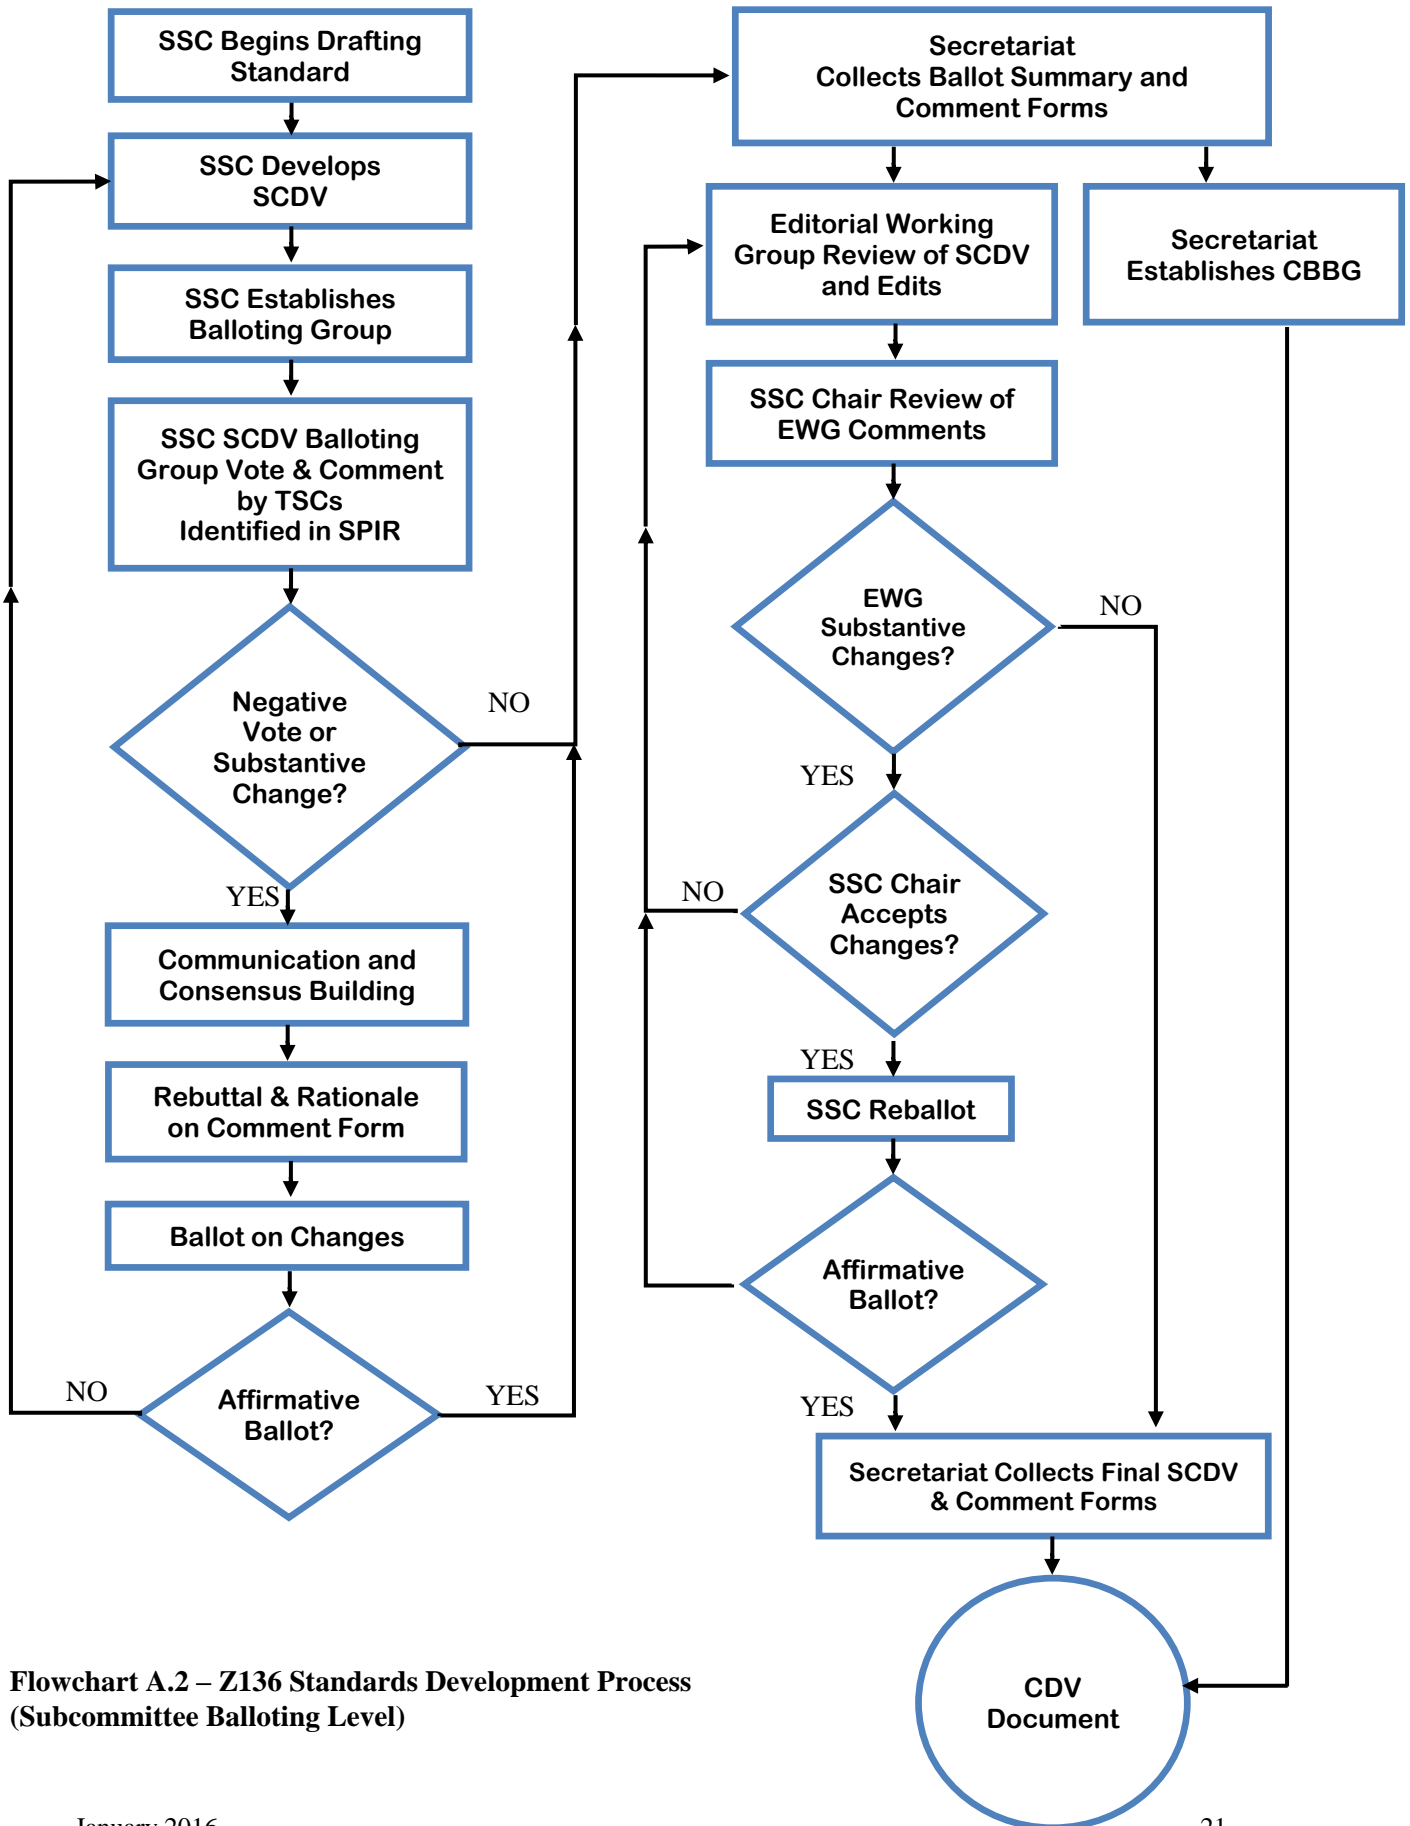 SSC Begins Drafting
Standard
SSC Develops
SCDV
SSC Establishes
Balloting Group
SSC SCDV Balloting
Group Vote & Comment
by TSCs
Identified in SPIR
Negative
Vote or
Substantive
Change?
NO
YES
Communication and
Consensus Building
Rebuttal & Rationale
on Comment Form
Ballot on Changes
Affirmative
Ballot?
NO
YES
Secretariat
Collects Ballot Summary and
Comment Forms
Editorial Working
Group Review of SCDV
and Edits
Secretariat
Establishes CBBG
SSC Chair Review of
EWG Comments
EWG
Substantive
Changes?
NO
YES
SSC Chair
Accepts
Changes?
NO
YES
SSC Reballot
Affirmative
Ballot?
YES
Secretariat Collects Final SCDV
& Comment Forms
CDV
Document
Flowchart A.2 – Z136 Standards Development Process
(Subcommittee Balloting Level)
January 2016
21